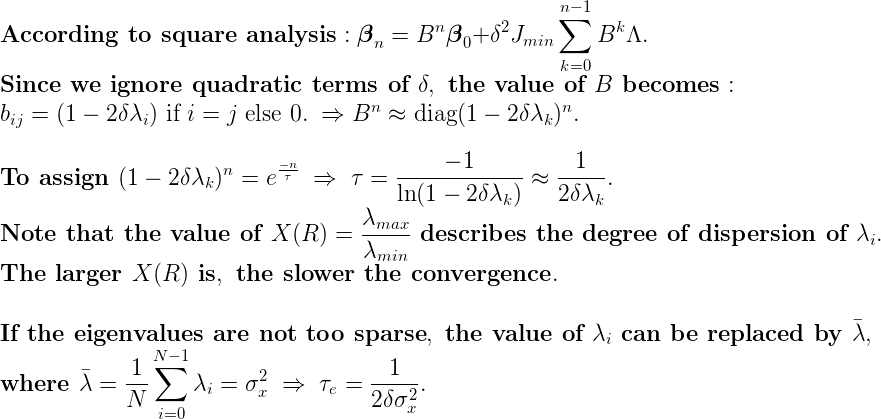 According to square analysis : $\boldsymbol{\beta}_n = B^n \boldsymbol{\beta}_0 + \delta^2 J_{min} \sum_{k=0}^{n-1} B^k \Lambda.$
Since we ignore quadratic terms of $\delta$, the value of $B$ becomes :
$b_{ij} = (1 - 2\delta\lambda_i)$ if $i = j$ else 0. $\Rightarrow B^n \approx \text{diag}(1 - 2\delta\lambda_k)^n.$
To assign $(1 - 2\delta\lambda_k)^n = e^{\frac{-n}{\tau}} \Rightarrow \tau = \frac{-1}{\ln(1 - 2\delta\lambda_k)} \approx \frac{1}{2\delta\lambda_k}.$
Note that the value of $X(R) = \frac{\lambda_{max}}{\lambda_{min}}$ describes the degree of dispersion of $\lambda_i$.
The larger $X(R)$ is, the slower the convergence.
If the eigenvalues are not too sparse, the value of $\lambda_i$ can be replaced by $\bar{\lambda}$,
where $\bar{\lambda} = \frac{1}{N} \sum_{i=0}^{N-1} \lambda_i = \sigma_x^2 \Rightarrow \tau_e = \frac{1}{2\delta\sigma_x^2}.$